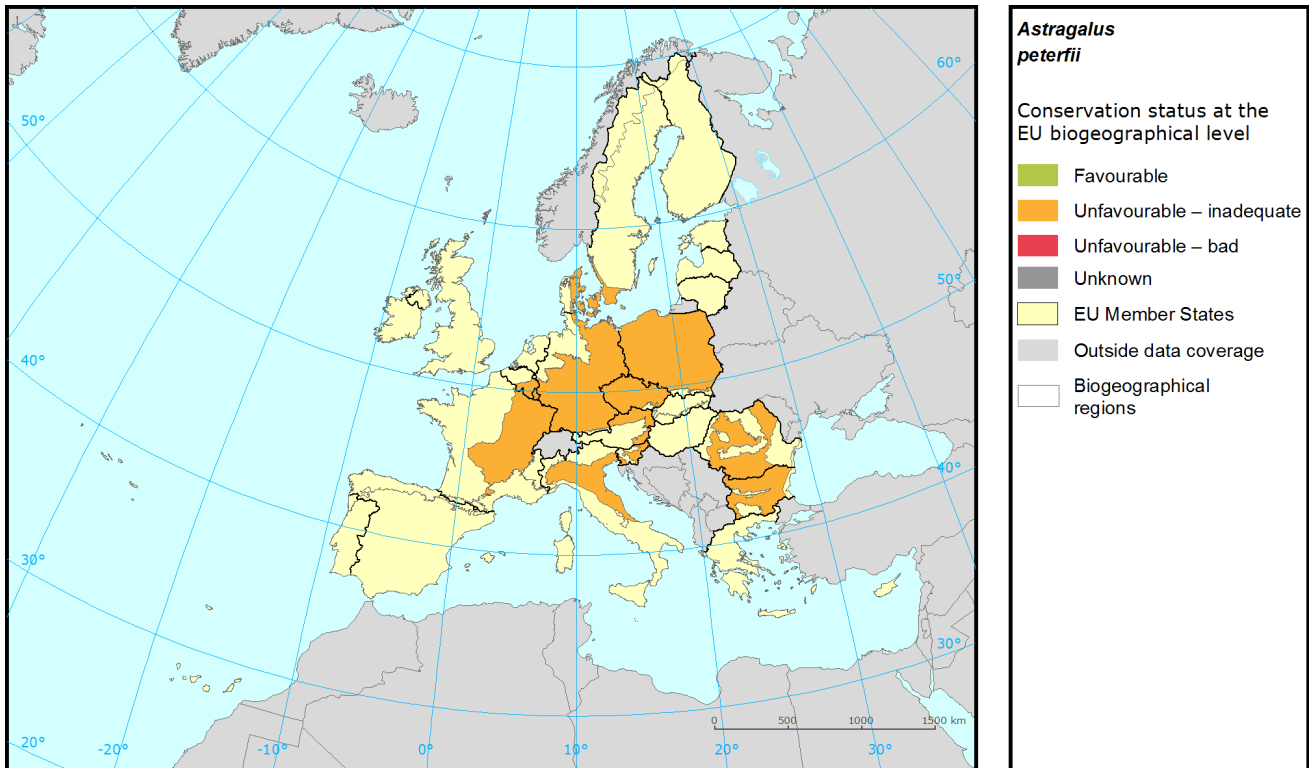 Astragalus
peterfii
Conservation status at the
EU biogeographical level
Favourable
Unfavourable – inadequate
Unfavourable – bad
Unknown
EU Member States
Outside data coverage
Biogeographical
regions
60°
50°
50°
40°
40°
30°
30°
0 500 1000 1500 km
20° -20° -10° 0° 10° 20° 30°